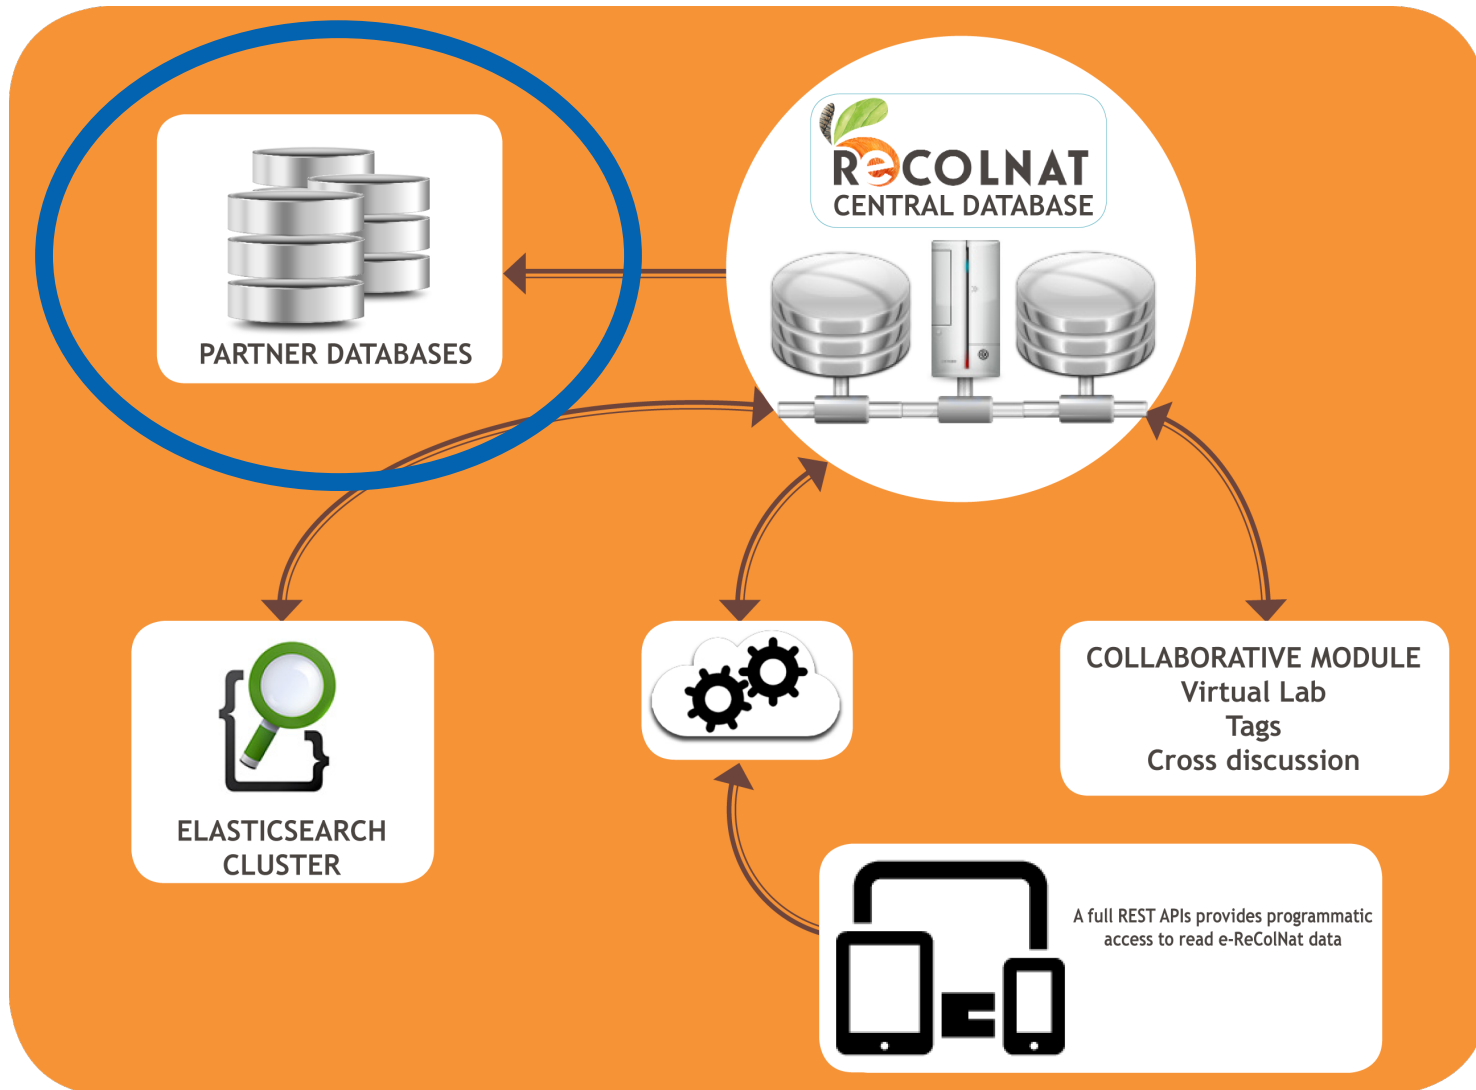 PARTNER DATABASES
ReCOLNAT
CENTRAL DATABASE
ELASTICSEARCH
CLUSTER
COLLABORATIVE MODULE
Virtual Lab
Tags
Cross discussion
A full REST APIs provides programmatic
access to read e-ReColNat data